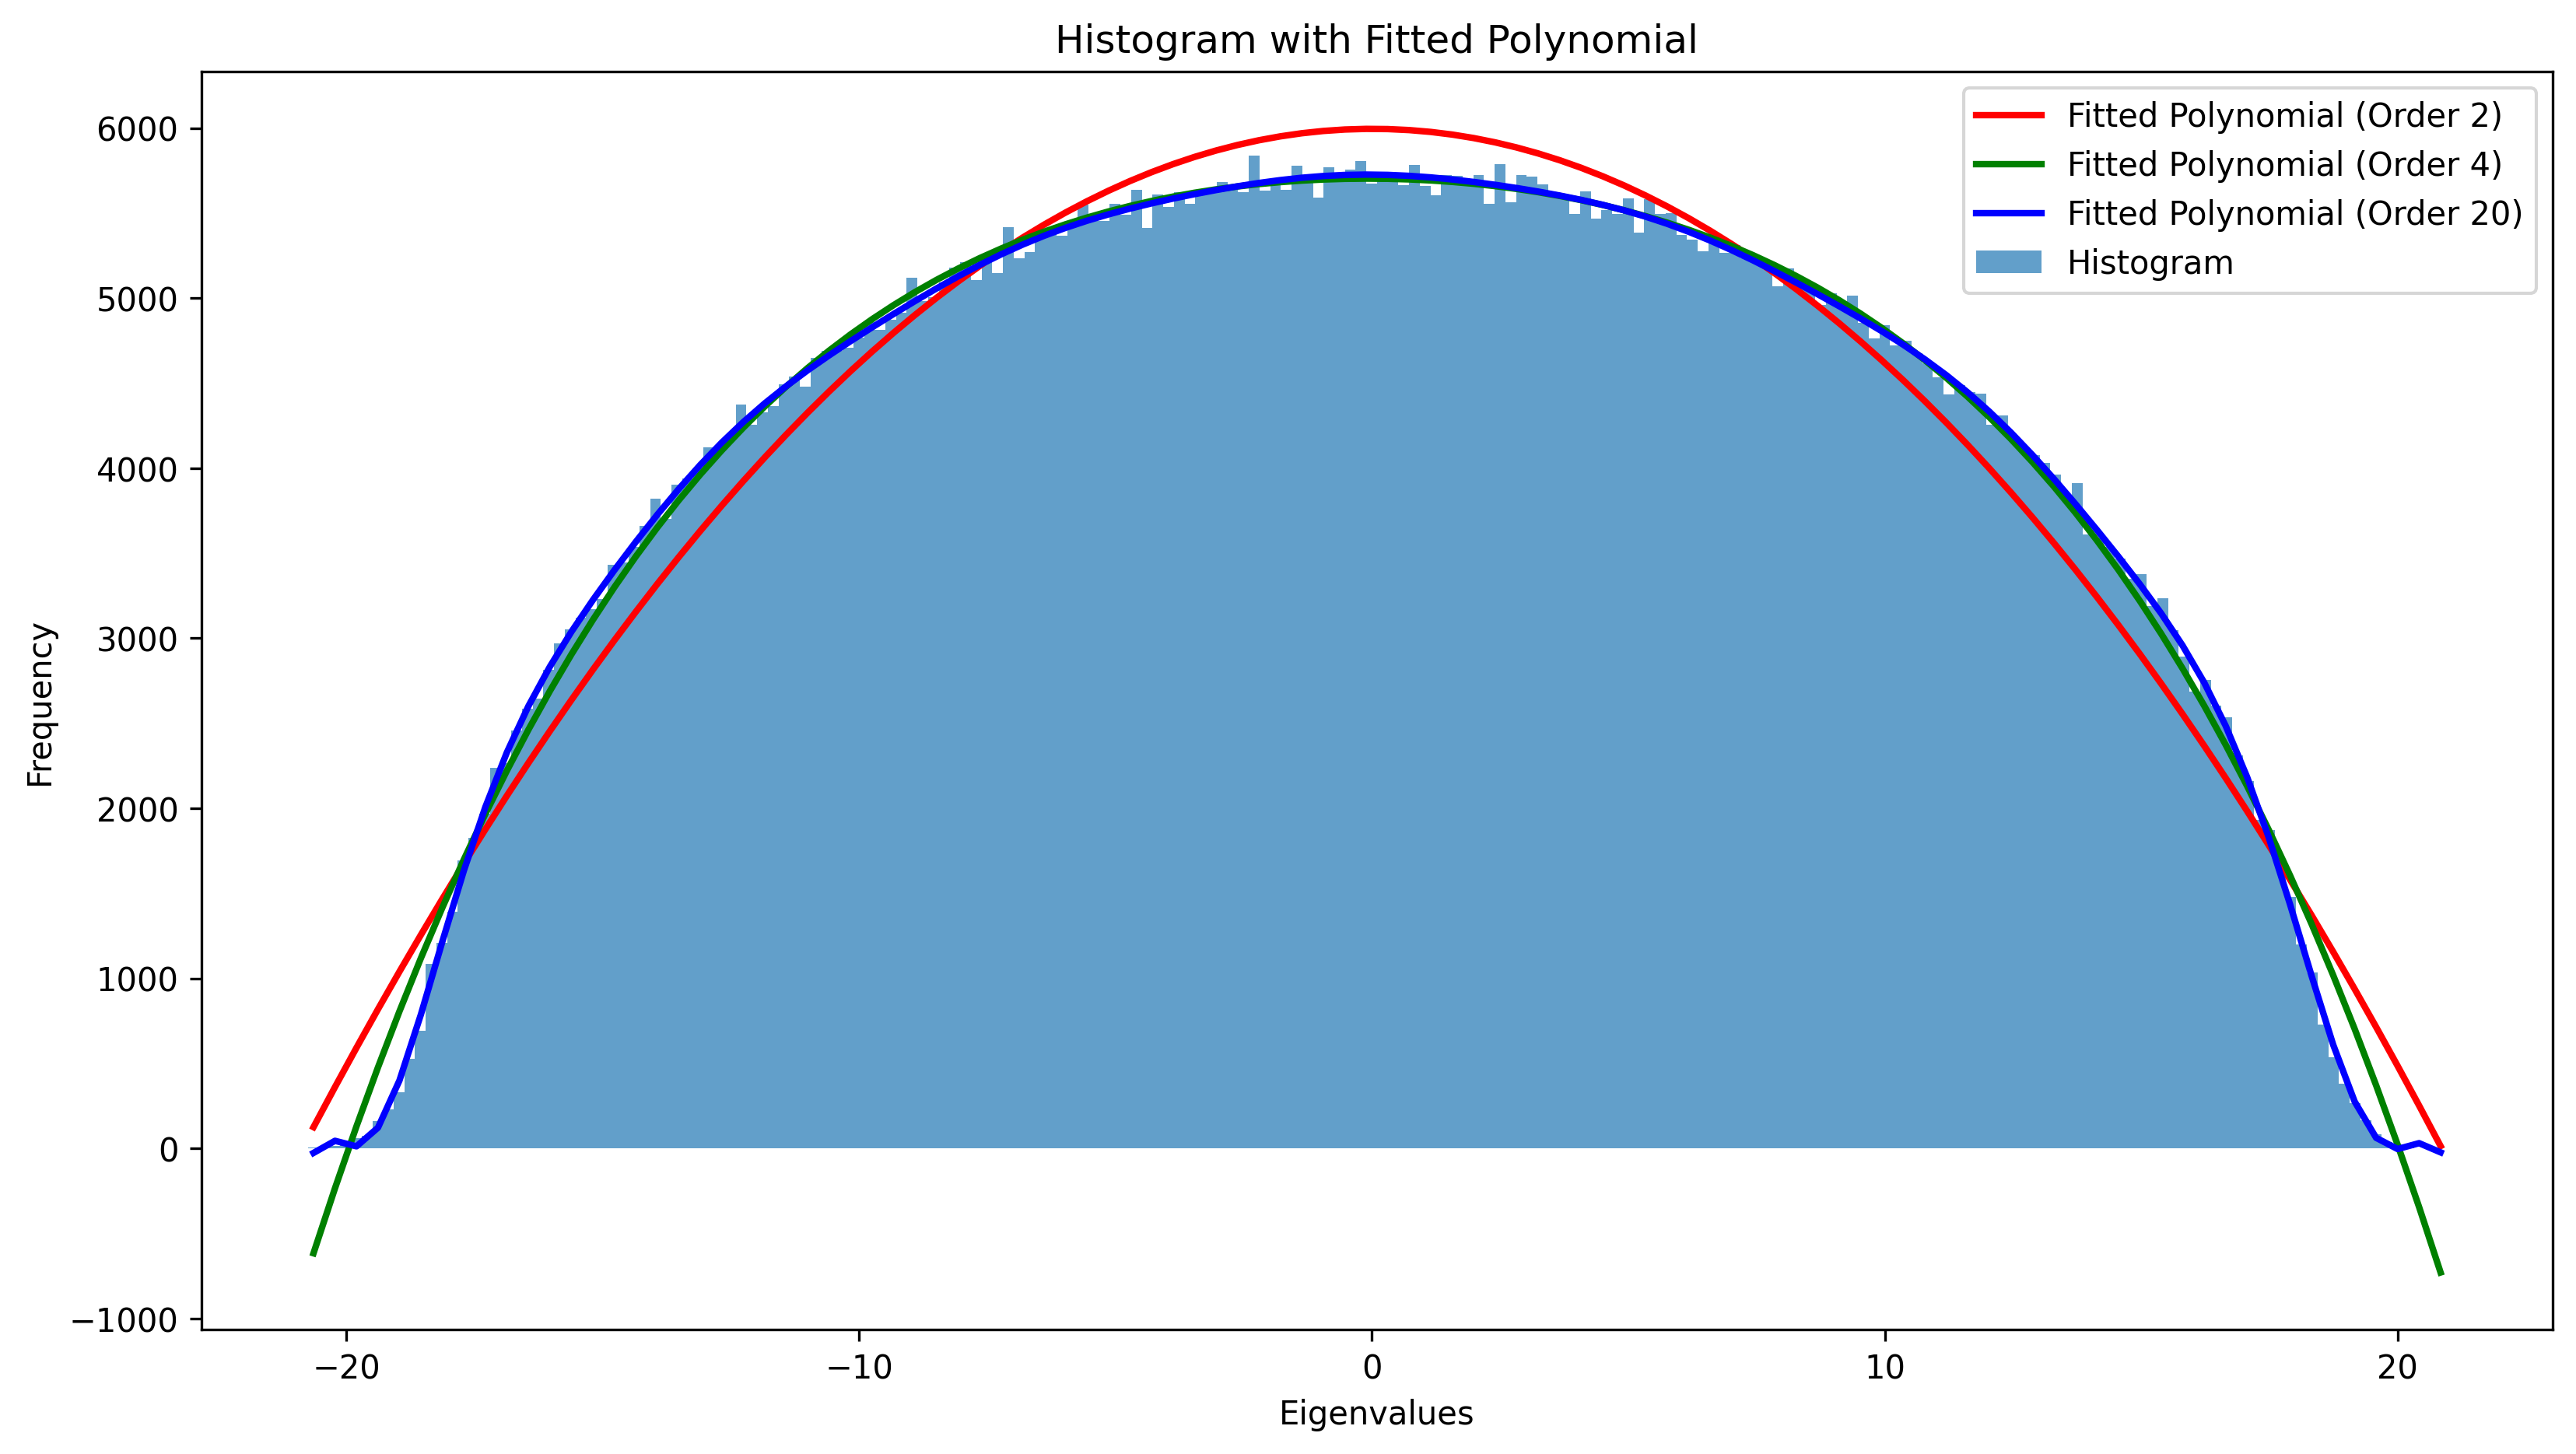 Histogram with Fitted Polynomial
Fitted Polynomial (Order 2)
Fitted Polynomial (Order 4)
Fitted Polynomial (Order 20)
Histogram
Frequency
6000
5000
4000
3000
2000
1000
0
−1000
−20
−10
0
10
20
Eigenvalues